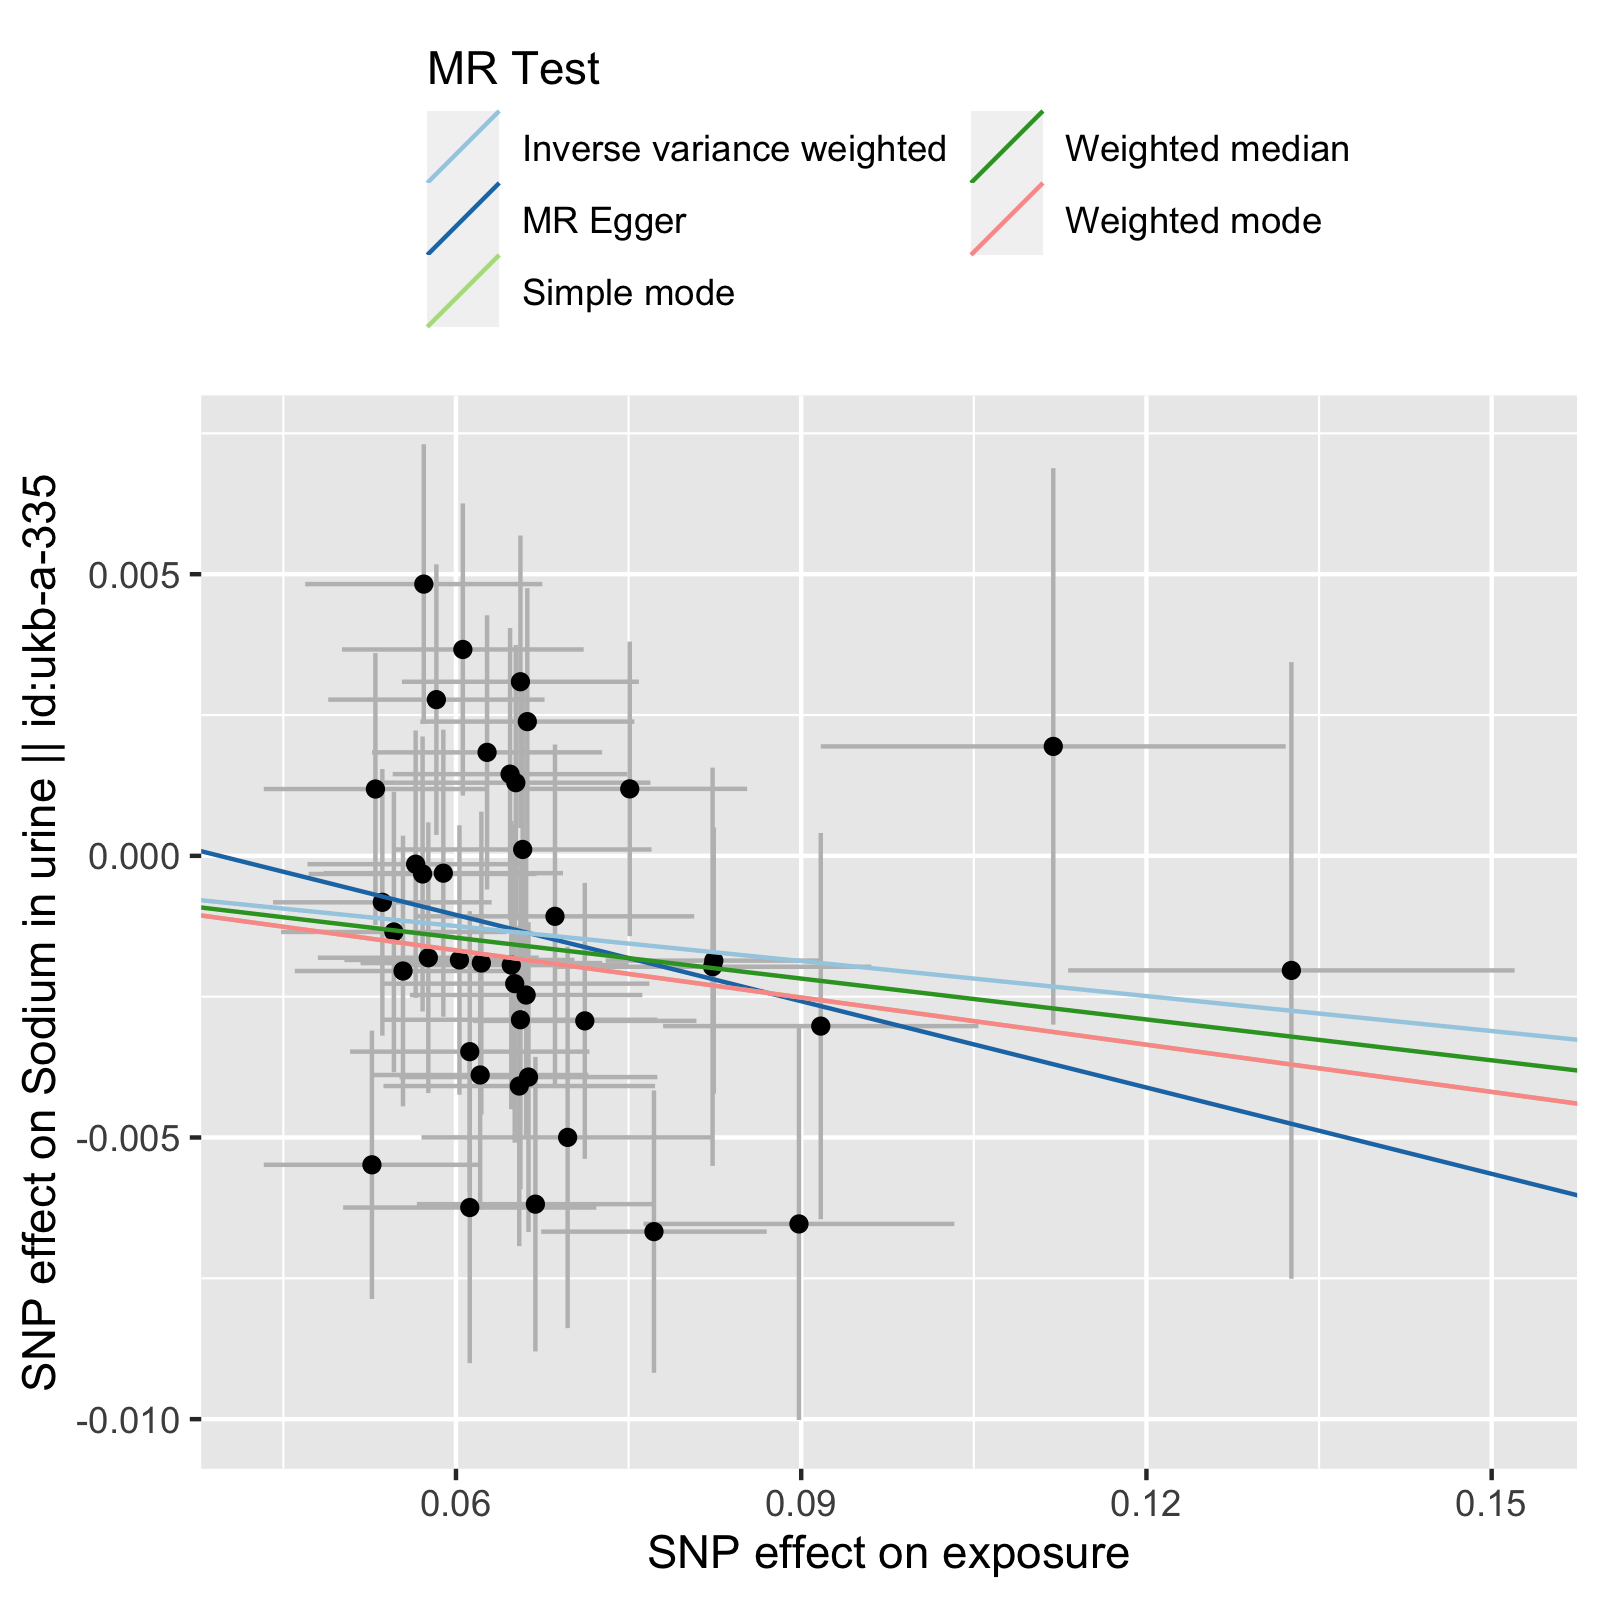 MR Test
Inverse variance weighted
Weighted median
MR Egger
Weighted mode
Simple mode
SNP effect on Sodium in urine || id:ukb-a-335
0.005
0.000
-0.005
-0.010
0.06
0.09
0.12
0.15
SNP effect on exposure